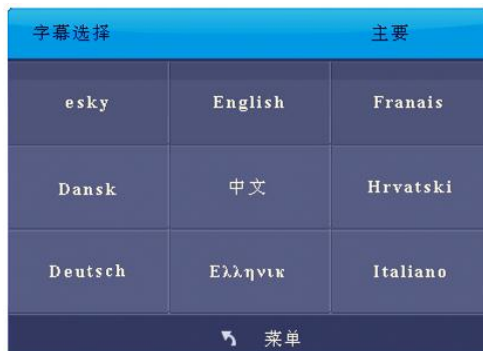 字幕选择 主要
esky English Franais
Dansk 中文 Hrvatski
Deutsch Ελληνικ Italiano
菜单